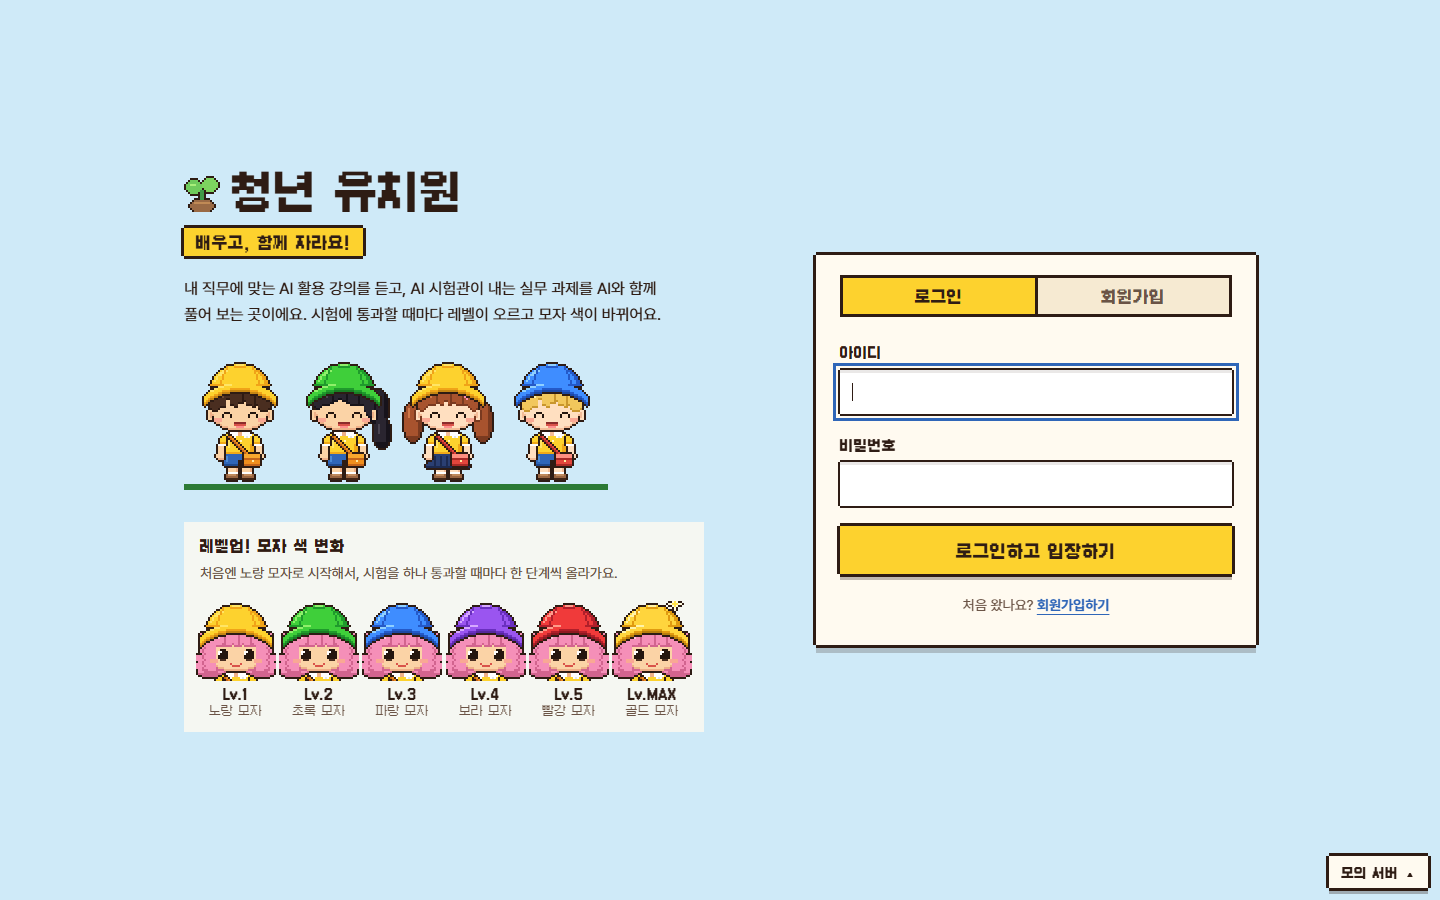 청년 유치원
배우고, 함께 자라요!
내 직무에 맞는 AI 활용 강의를 듣고, AI 시험관이 내는 실무 과제를 AI와 함께
풀어 보는 곳이에요. 시험에 통과할 때마다 레벨이 오르고 모자 색이 바뀌어요.
레벨업! 모자 색 변화
처음엔 노랑 모자로 시작해서, 시험을 하나 통과할 때마다 한 단계씩 올라가요.
Lv.1 Lv.2 Lv.3 Lv.4 Lv.5 Lv.MAX
노랑 모자 초록 모자 파랑 모자 보라 모자 빨강 모자 골드 모자
로그인 회원가입
아이디
비밀번호
로그인하고 입장하기
처음 왔나요? 회원가입하기
모의 서버